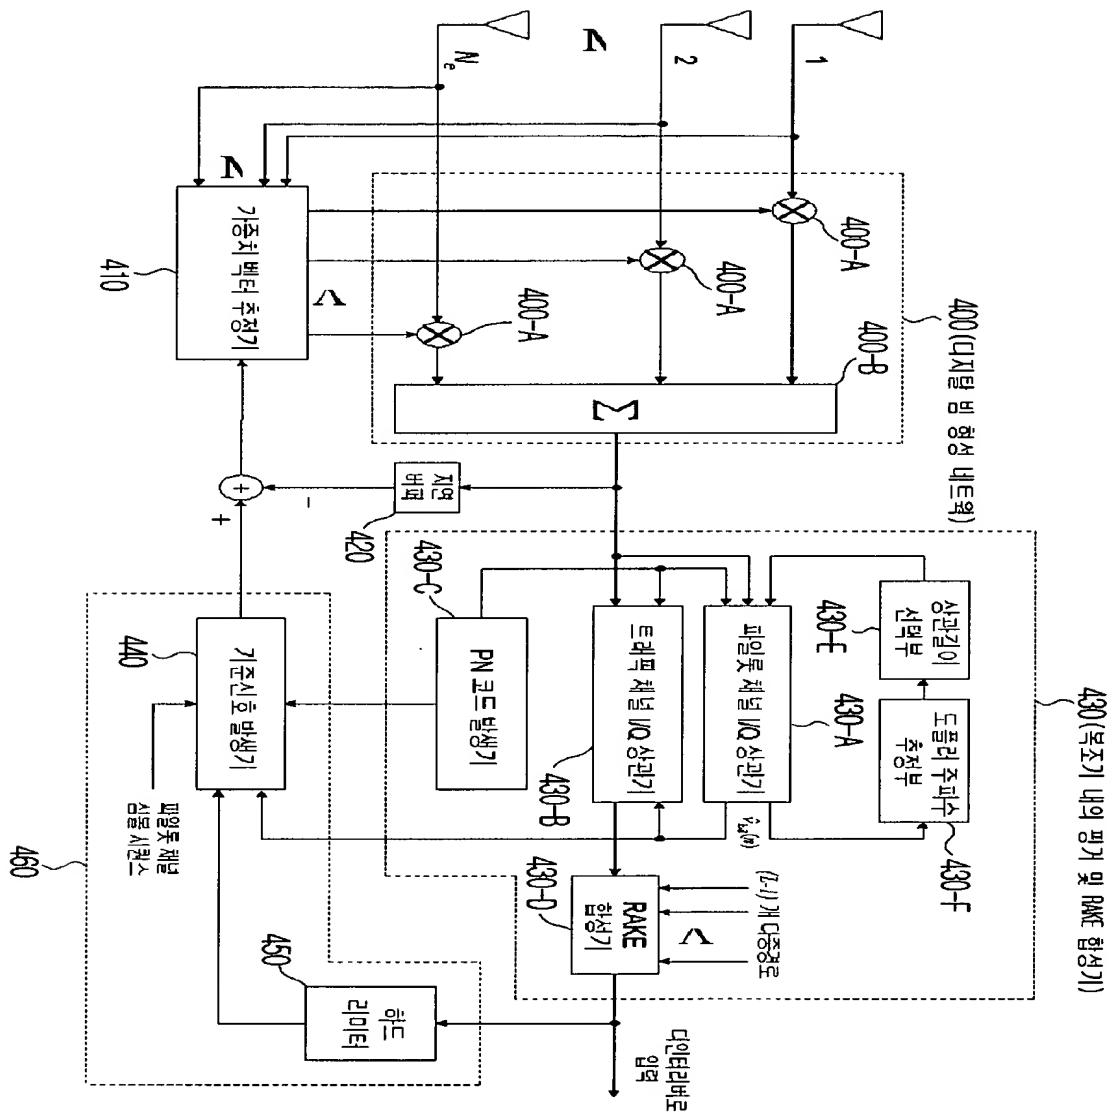 1
2
N_e
400-A
400-A
400-A
400-B
Σ
400(디지탈 빔 형성 네트웍)
가중치 벡터 추정기
410
지연
버퍼
420
-
+
+
430(복조기 내의 핑거 및 RAKE 합성기)
상관길이
선택부
430-E
도플러 주파수
추정부
430-F
파일롯 채널 I/Q 상관기
430-A
트래픽 채널 I/Q 상관기
430-B
PN 코드 발생기
430-C
(L-1) 개 다중경로
RAKE
합성기
430-D
기준신호 발생기
440
파일롯 채널
심볼 시퀀스
하드
리미터
450
460
디인터리버로
입력